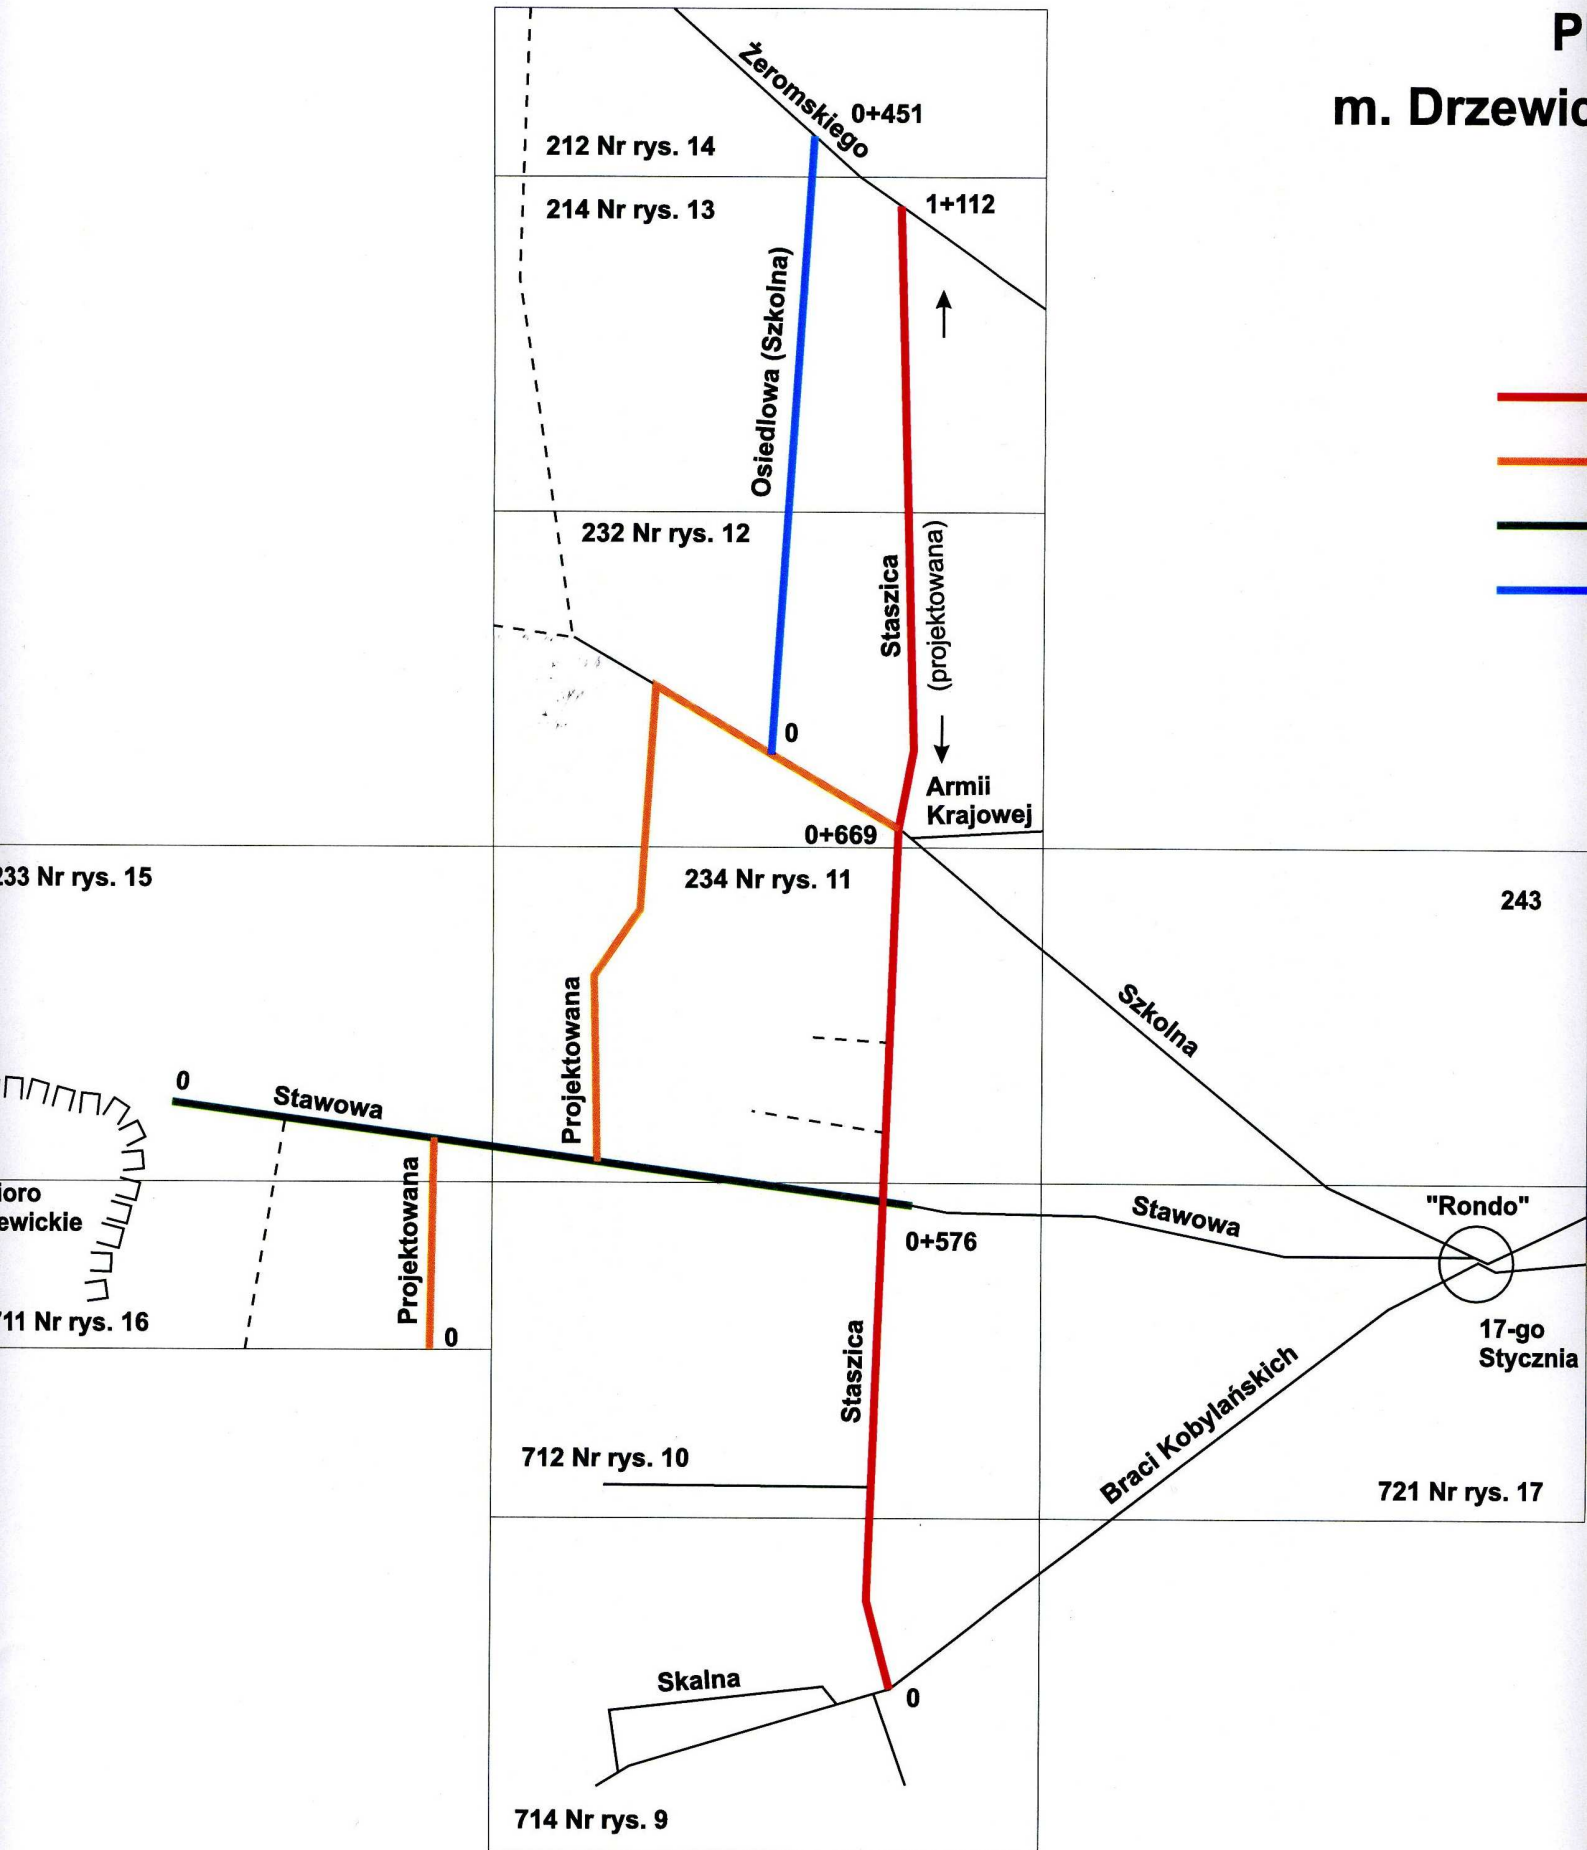 P
m. Drzewic
Żeromskiego
0+451
212 Nr rys. 14
214 Nr rys. 13
1+112
Osiedlowa (Szkolna)
232 Nr rys. 12
Staszica
(projektowana)
0
Armii
Krajowej
0+669
233 Nr rys. 15
234 Nr rys. 11
243
Szkolna
Projektowana
0
Stawowa
Projektowana
ioro
ewickie
Stawowa
"Rondo"
0+576
711 Nr rys. 16
0
17-go
Stycznia
Staszica
Braci Kobylańskich
712 Nr rys. 10
721 Nr rys. 17
Skalna
0
714 Nr rys. 9